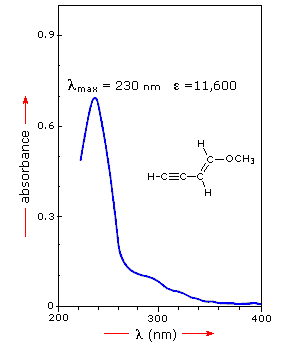 0.9
λmax = 230 nm ε = 11,600
0.6
H
OCH3
H-C≡C
H
absorbance
0.3
0
200 300 400
λ (nm)